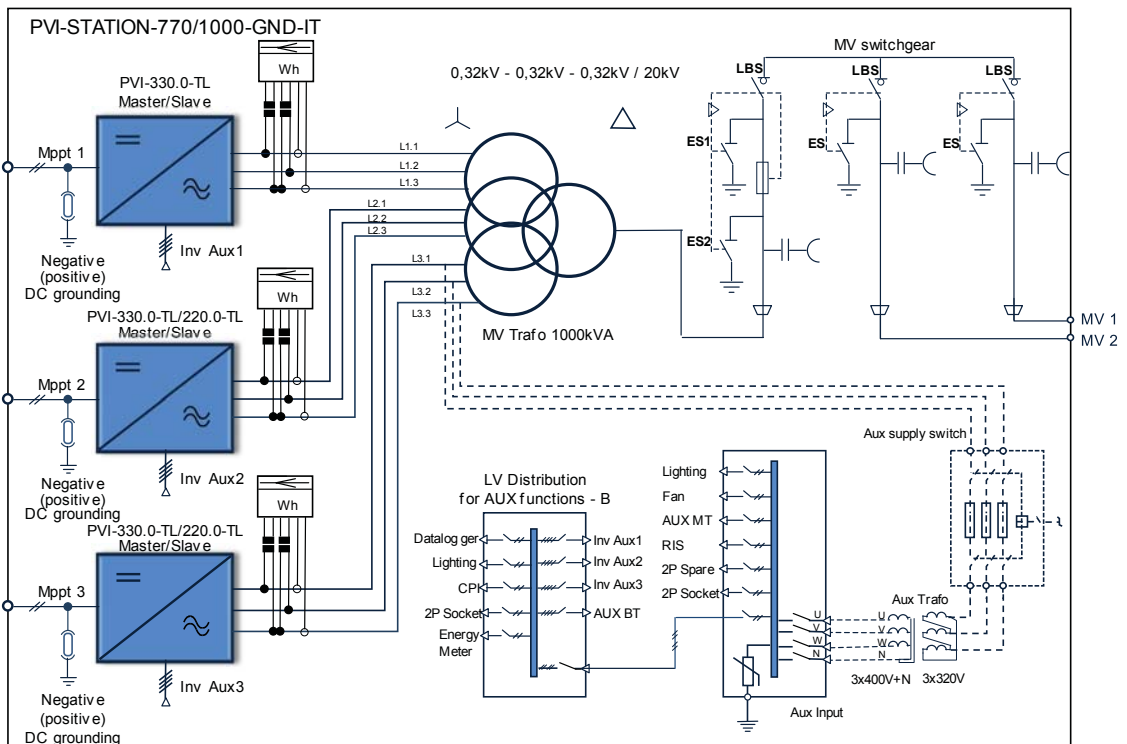 PVI-STATION-770/1000-GND-IT
PVI-330.0-TL
Master/Slave
Wh
Mppt 1
Inv Aux1
Negative
(positive)
DC grounding
L1.1
L1.2
L1.3
L2.1
L2.2
L2.3
L3.1
L3.2
L3.3
0,32kV - 0,32kV - 0,32kV / 20kV
MV Trafo 1000kVA
MV switchgear
LBS
LBS
LBS
ES1
ES
ES
ES2
MV 1
MV 2
PVI-330.0-TL/220.0-TL
Master/Slave
Wh
Mppt 2
Inv Aux2
Negative
(positive)
DC grounding
PVI-330.0-TL/220.0-TL
Master/Slave
Wh
Mppt 3
Inv Aux3
Negative
(positive)
DC grounding
LV Distribution
for AUX functions - B
Datalogger
Lighting
CPI
2P Socket
Energy
Meter
Inv Aux1
Inv Aux2
Inv Aux3
AUX BT
Lighting
Fan
AUX MT
RIS
2P Spare
2P Socket
U
V
W
N
Aux Input
Aux supply switch
Aux Trafo
U
V
W
N
3x400V+N
3x320V